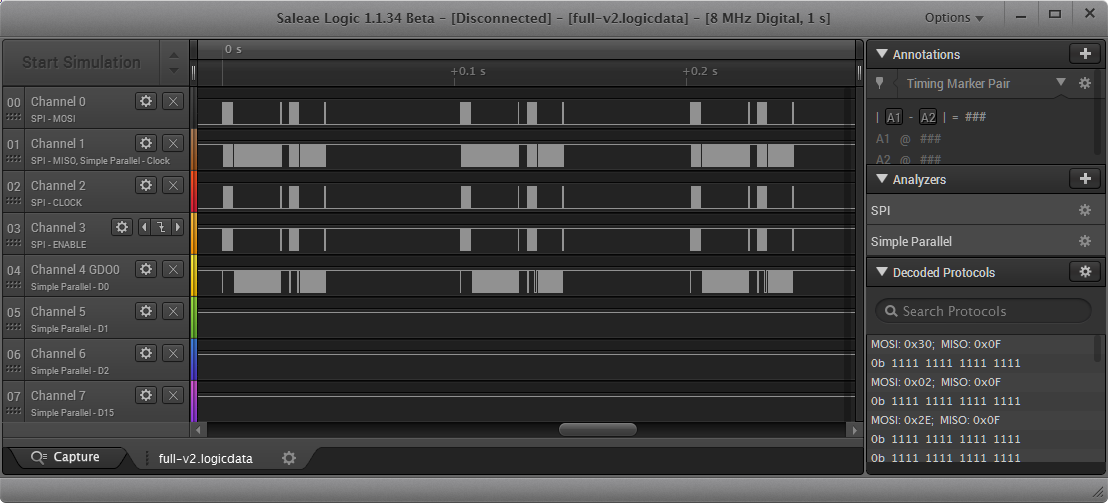 Saleae Logic 1.1.34 Beta - [Disconnected] - [full-v2.logicdata] - [8 MHz Digital, 1 s]
Options
Start Simulation
0 s
+0.1 s
+0.2 s
00 Channel 0
SPI - MOSI
01 Channel 1
SPI - MISO, Simple Parallel - Clock
02 Channel 2
SPI - CLOCK
03 Channel 3
SPI - ENABLE
04 Channel 4 GDO0
Simple Parallel - D0
05 Channel 5
Simple Parallel - D1
06 Channel 6
Simple Parallel - D2
07 Channel 7
Simple Parallel - D15
Annotations
Timing Marker Pair
| A1 - A2 | = ###
A1 @ ###
A2 @ ###
Analyzers
SPI
Simple Parallel
Decoded Protocols
Search Protocols
MOSI: 0x30; MISO: 0x0F
0b 1111 1111 1111 1111
MOSI: 0x02; MISO: 0x0F
0b 1111 1111 1111 1111
MOSI: 0x2E; MISO: 0x0F
0b 1111 1111 1111 1111
0b 1111 1111 1111 1111
Capture
full-v2.logicdata